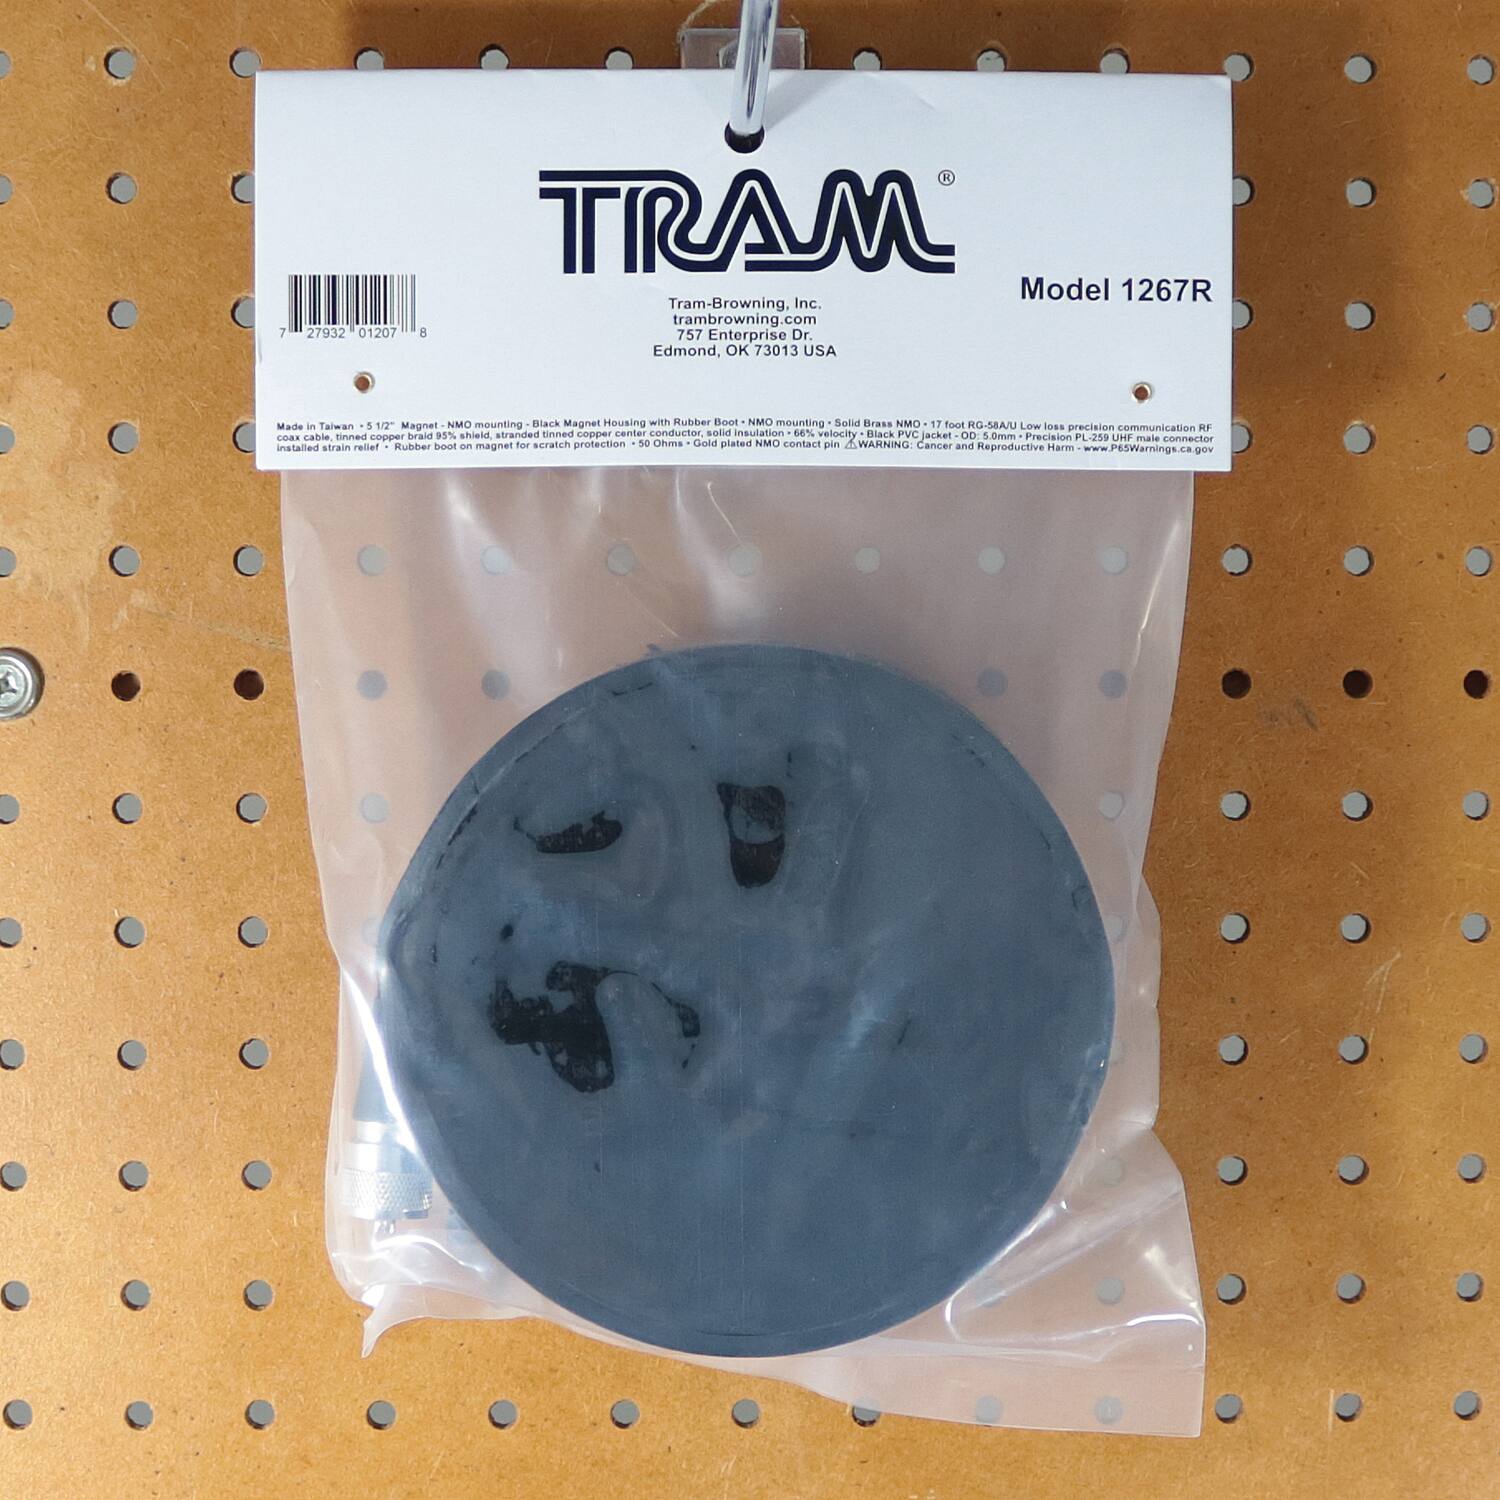 TRAM®
Model 1267R
Tram-Browning, Inc.
trambrowning.com
757 Enterprise Dr.
Edmond, OK 73013 USA
7 27932 01207 8
Made in Taiwan • 5 1/2" Magnet - NMO mounting - Black Magnet Housing with Rubber Boot • NMO mounting • Solid Brass NMO • 17 foot RG-58A/U Low loss precision communication RF
coax cable, tinned copper braid 95% shield, stranded tinned copper center conductor, solid insulation • 66% velocity • Black PVC jacket - OD: 5.0mm • Precision PL-259 UHF male connector
installed strain relief • Rubber boot on magnet for scratch protection • 50 Ohms • Gold plated NMO contact pin ⚠WARNING: Cancer and Reproductive Harm - www.P65Warnings.ca.gov